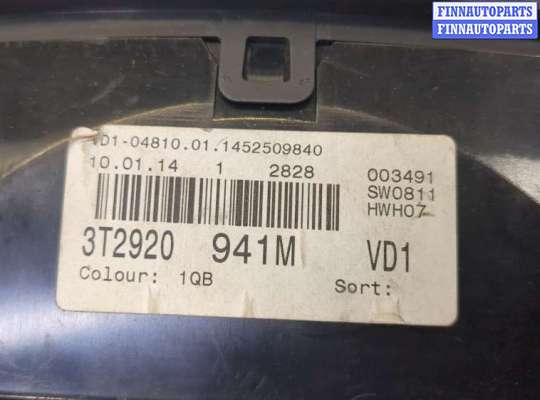 FINNAUTOPARTS
FINNAUTOPARTS
VD1-04810.01.1452509840
10.01.14 1 2828 003491
SW0811
HWH07
3T2920 941M VD1
Colour: 1QB Sort: